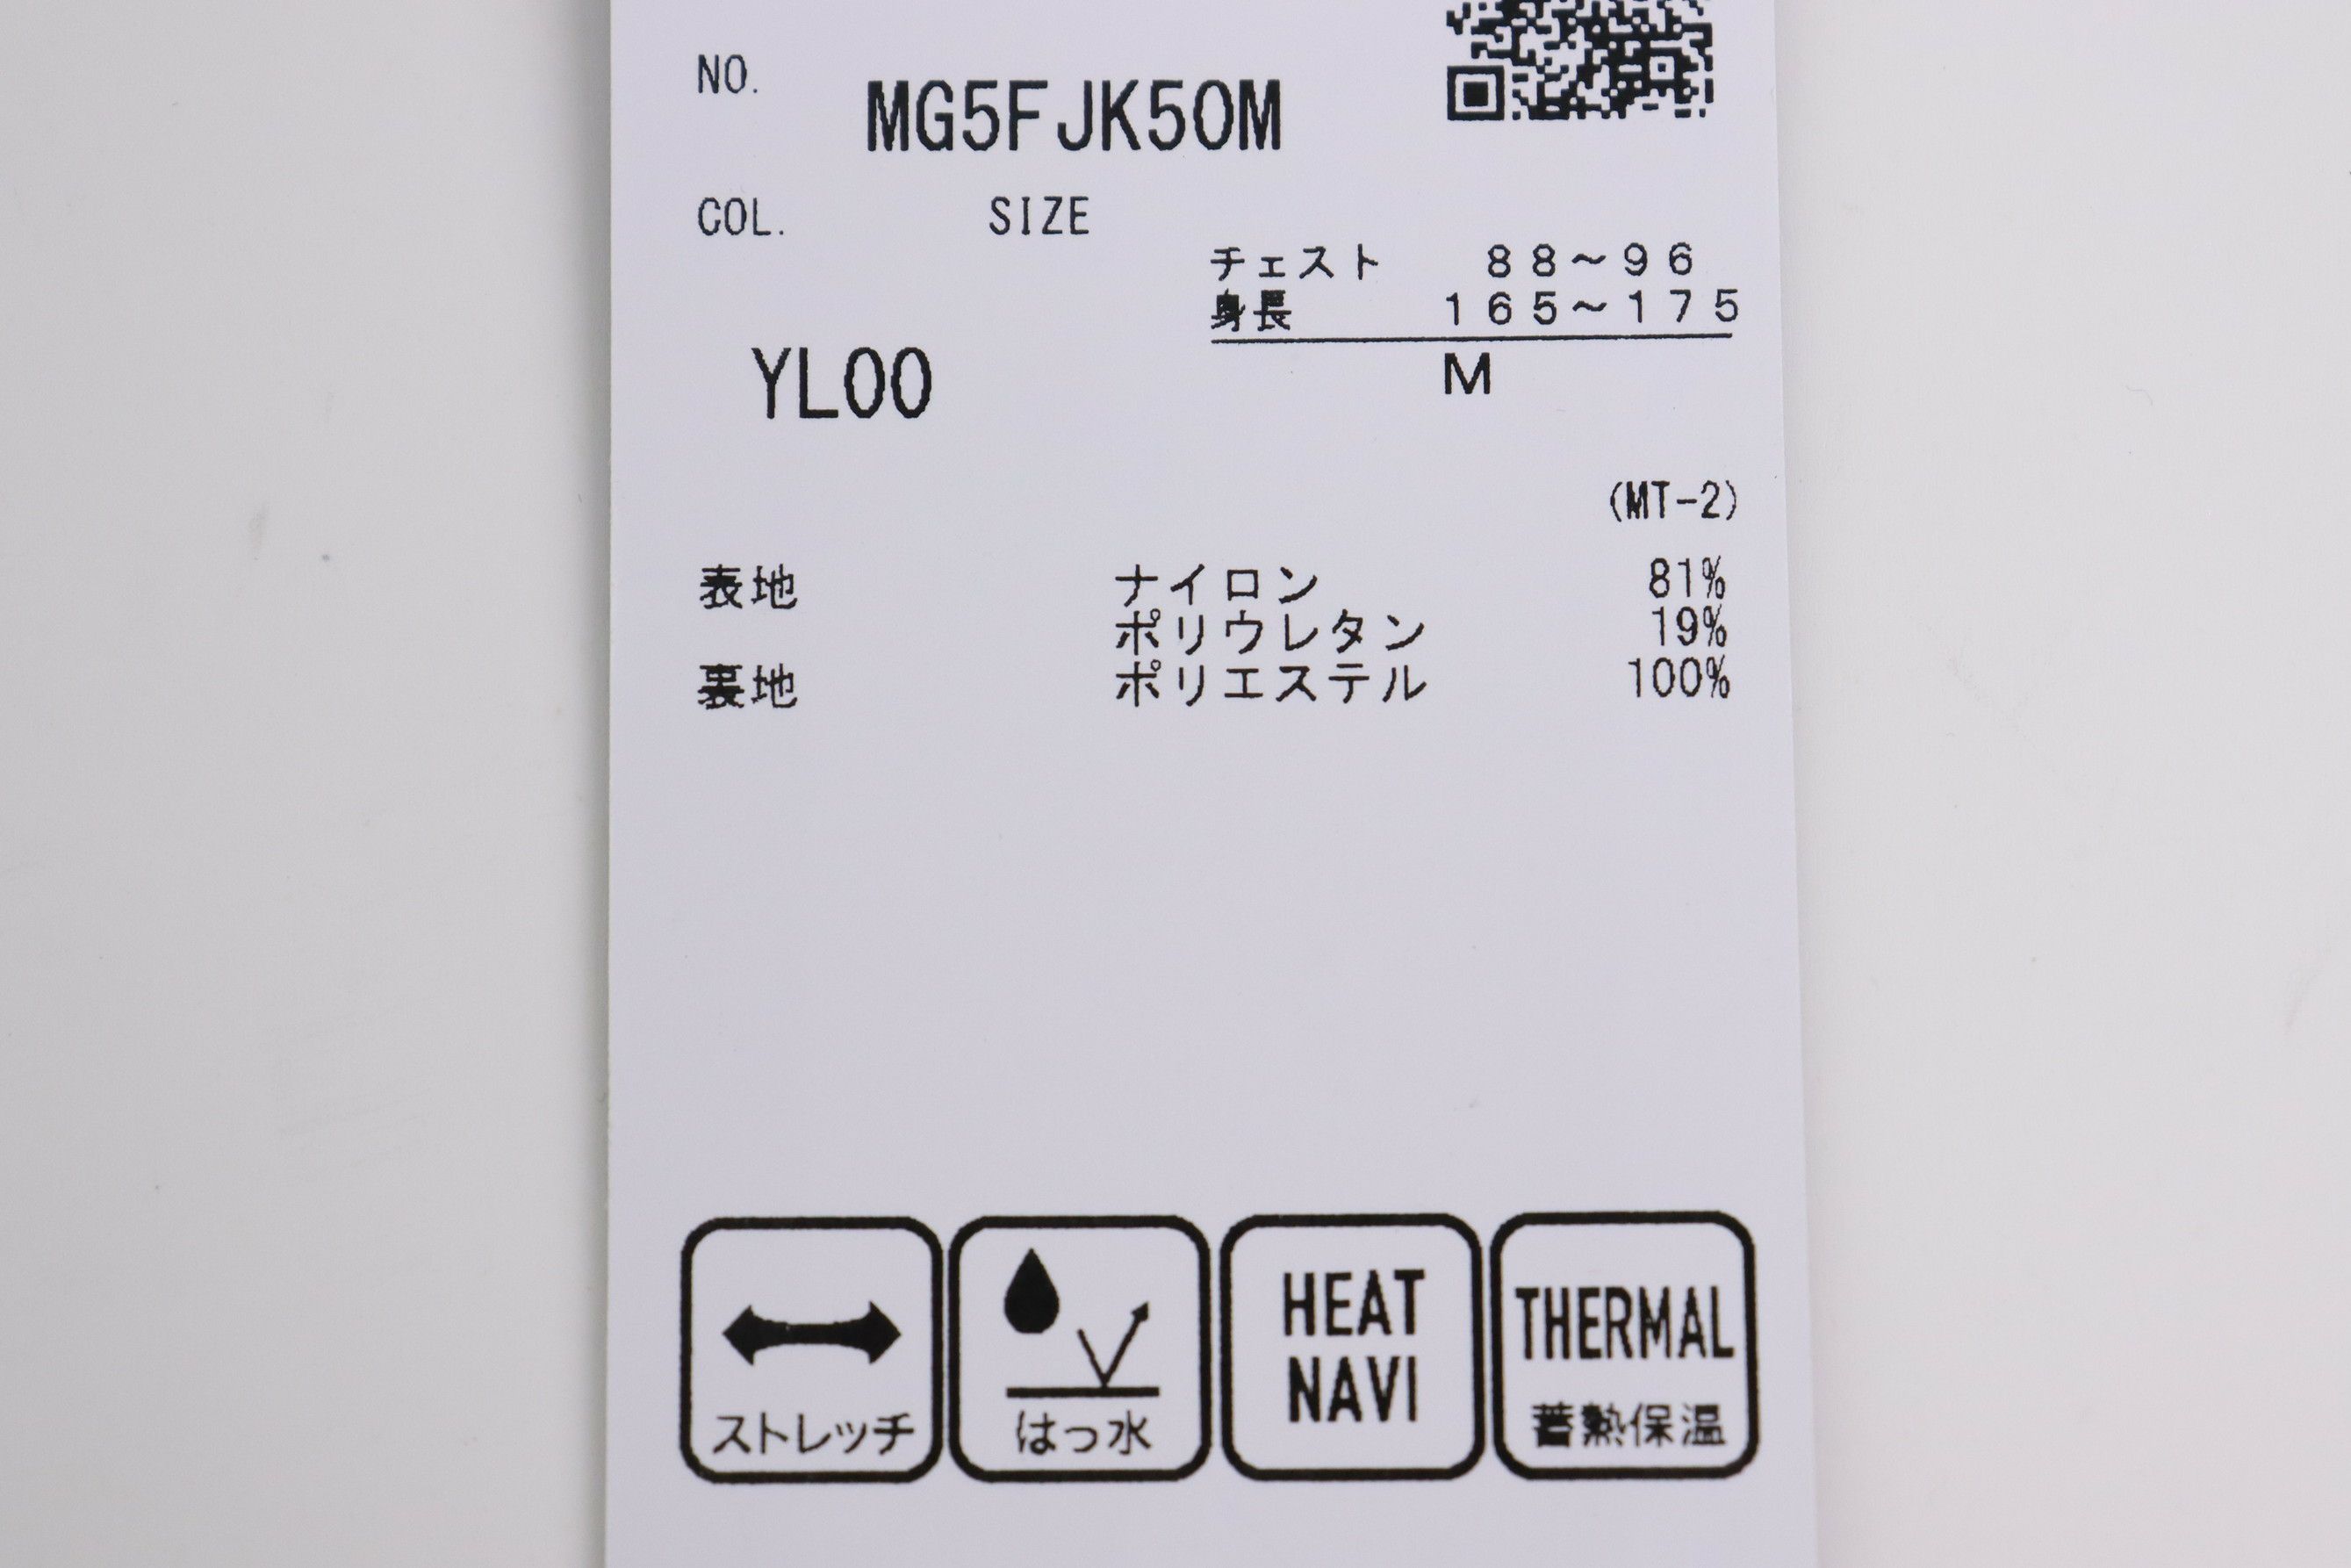 NO.
MG5FJK50M
COL.
SIZE
チェスト 88~96
身長 165~175
YL00
M
(MT-2)
表地 ナイロン 81%
ポリウレタン 19%
裏地 ポリエステル 100%
ストレッチ
はっ水
HEAT
NAVI
THERMAL
蓄熱保温